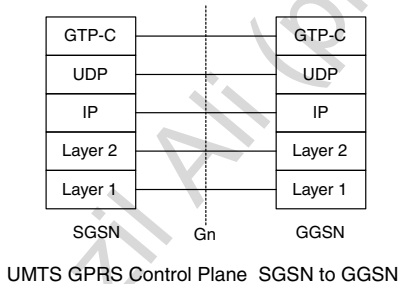 GTP-C GTP-C
UDP UDP
IP IP
Layer 2 Layer 2
Layer 1 Layer 1
SGSN Gn GGSN
UMTS GPRS Control Plane SGSN to GGSN